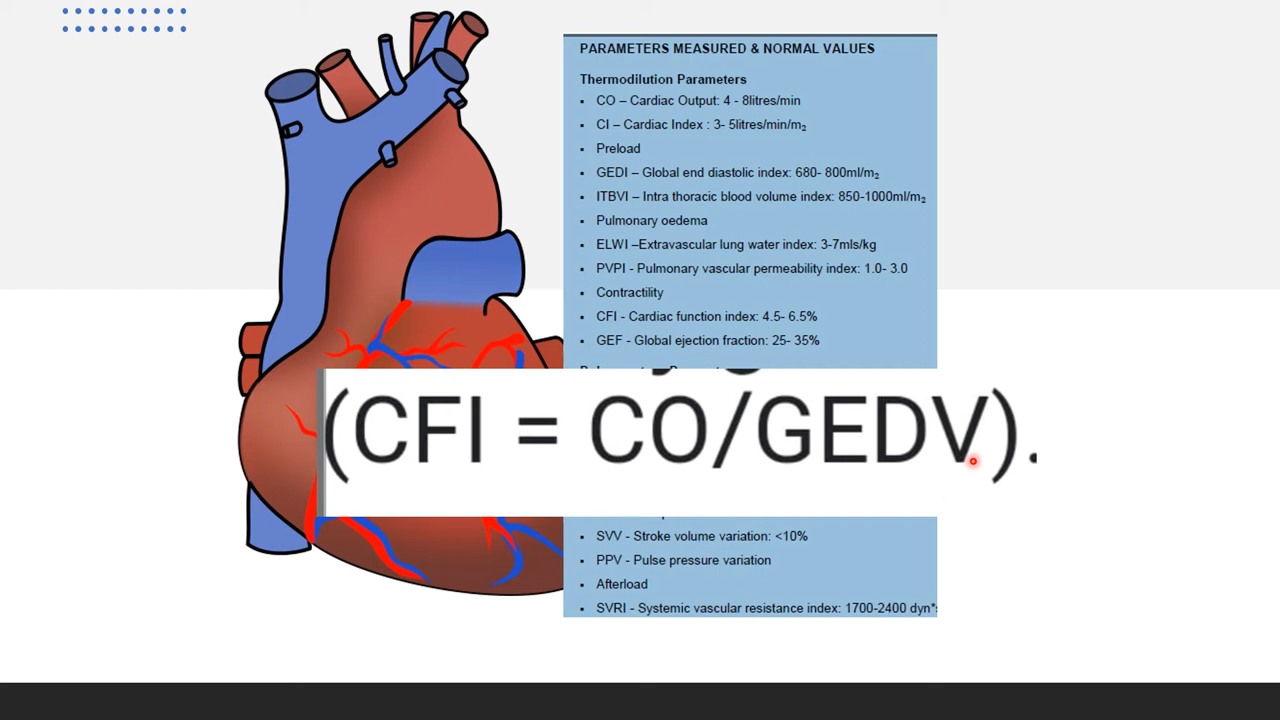 PARAMETERS MEASURED & NORMAL VALUES
Thermodilution Parameters
▪ CO – Cardiac Output: 4 - 8litres/min
▪ CI – Cardiac Index : 3- 5litres/min/m₂
▪ Preload
▪ GEDI – Global end diastolic index: 680- 800ml/m₂
▪ ITBVI – Intra thoracic blood volume index: 850-1000ml/m₂
▪ Pulmonary oedema
▪ ELWI –Extravascular lung water index: 3-7mls/kg
▪ PVPI - Pulmonary vascular permeability index: 1.0- 3.0
▪ Contractility
▪ CFI - Cardiac function index: 4.5- 6.5%
▪ GEF - Global ejection fraction: 25- 35%
(CFI = CO/GEDV).
▪ SVV - Stroke volume variation: <10%
▪ PPV - Pulse pressure variation
▪ Afterload
▪ SVRI - Systemic vascular resistance index: 1700-2400 dyn*